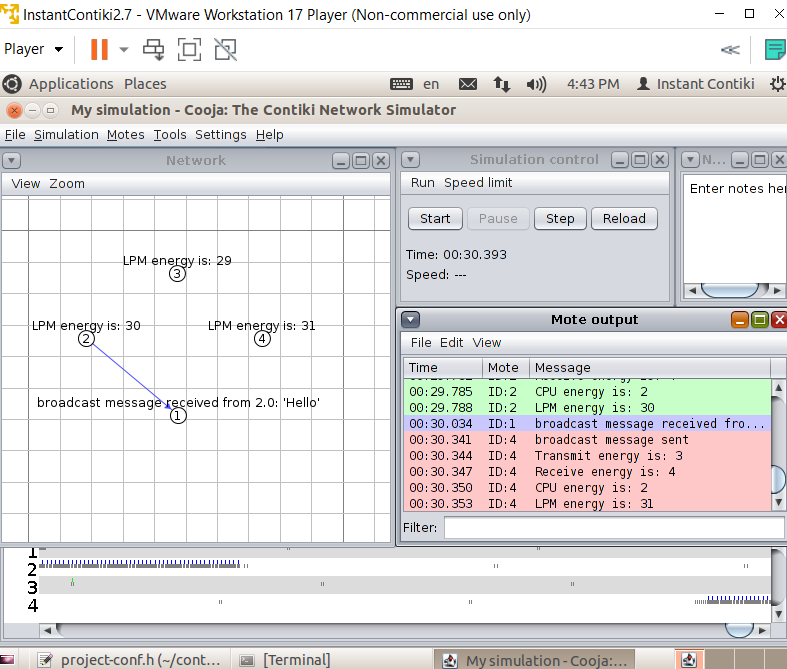 InstantContiki2.7 - VMware Workstation 17 Player (Non-commercial use only)
Player
Applications Places en 4:43 PM Instant Contiki
My simulation - Cooja: The Contiki Network Simulator
File Simulation Motes Tools Settings Help
Network
View Zoom
LPM energy is: 29
3
LPM energy is: 30
2
LPM energy is: 31
4
broadcast message received from 2.0: 'Hello'
1
Simulation control
Run Speed limit
Start Pause Step Reload
Time: 00:30.393
Speed: ---
N...
Enter notes her
Mote output
File Edit View
Time Mote Message
00:29.785 ID:2 CPU energy is: 2
00:29.788 ID:2 LPM energy is: 30
00:30.034 ID:1 broadcast message received fro...
00:30.341 ID:4 broadcast message sent
00:30.344 ID:4 Transmit energy is: 3
00:30.347 ID:4 Receive energy is: 4
00:30.350 ID:4 CPU energy is: 2
00:30.353 ID:4 LPM energy is: 31
Filter:
1
2
3
4
project-conf.h (~/cont...
[Terminal]
My simulation - Cooja:...